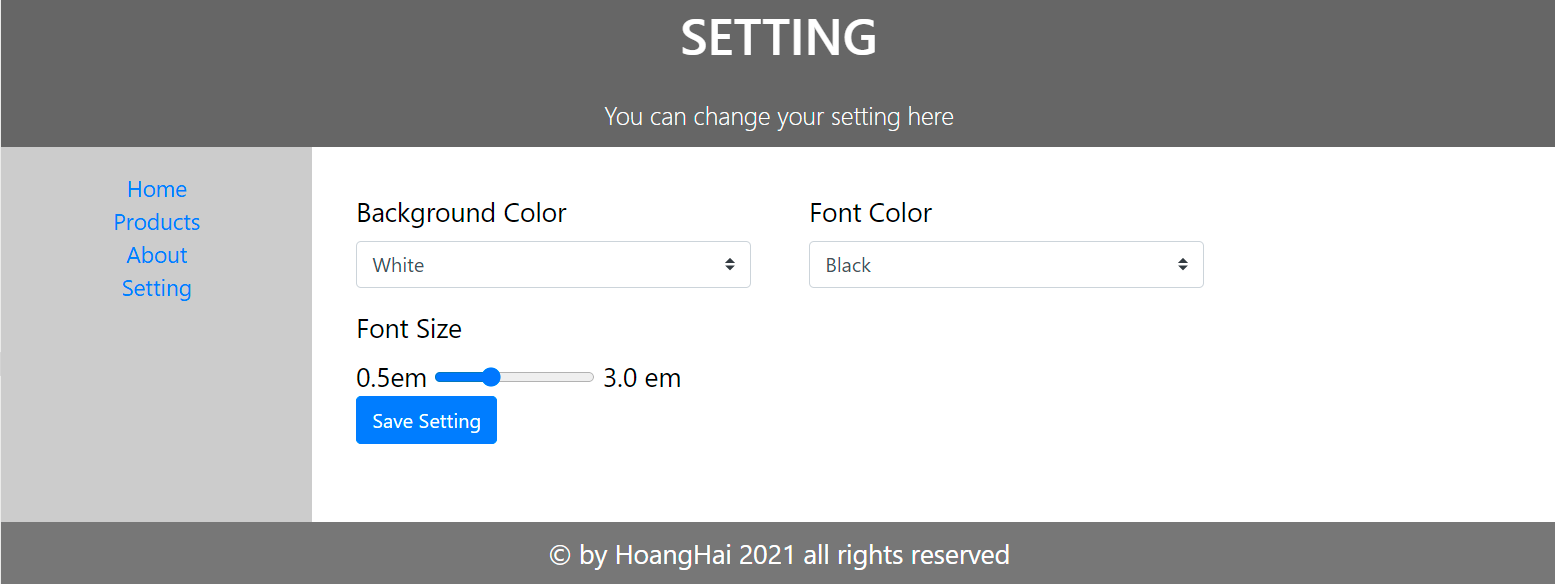 SETTING
You can change your setting here
Home
Products
About
Setting
Background Color
Font Color
White
Black
Font Size
0.5em 3.0 em
Save Setting
© by HoangHai 2021 all rights reserved